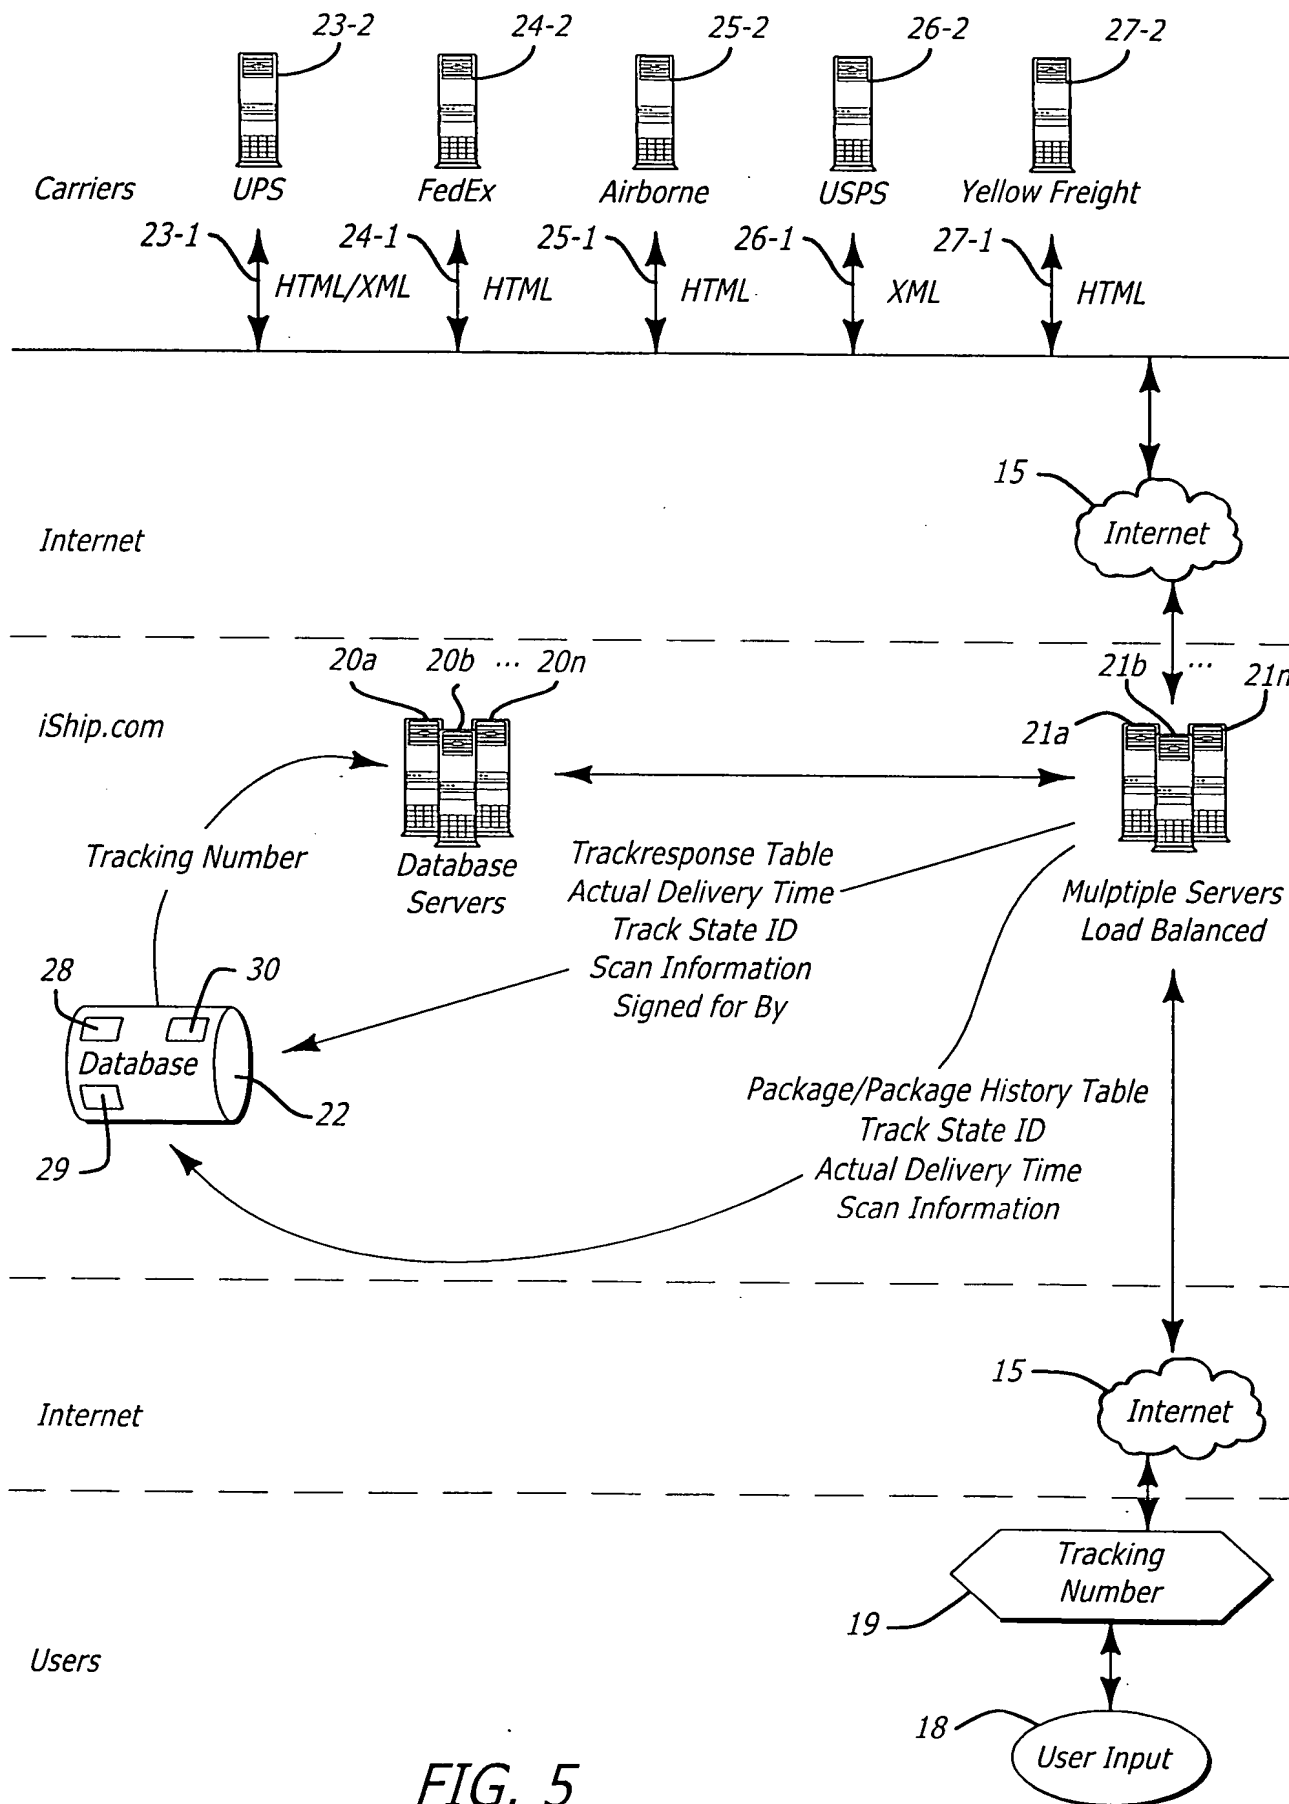 23-2 24-2 25-2 26-2 27-2
Carriers UPS FedEx Airborne USPS Yellow Freight
23-1 24-1 25-1 26-1 27-1
HTML/XML HTML HTML XML HTML
15
Internet Internet
20a 20b ... 20n
21b ... 21n
iShip.com
21a
Tracking Number
Database
Servers
Trackresponse Table
Actual Delivery Time
Track State ID
Scan Information
Signed for By
Mulptiple Servers
Load Balanced
28 30
Database
22
29
Package/Package History Table
Track State ID
Actual Delivery Time
Scan Information
15
Internet Internet
Tracking
Number
19
Users
18
User Input
FIG. 5